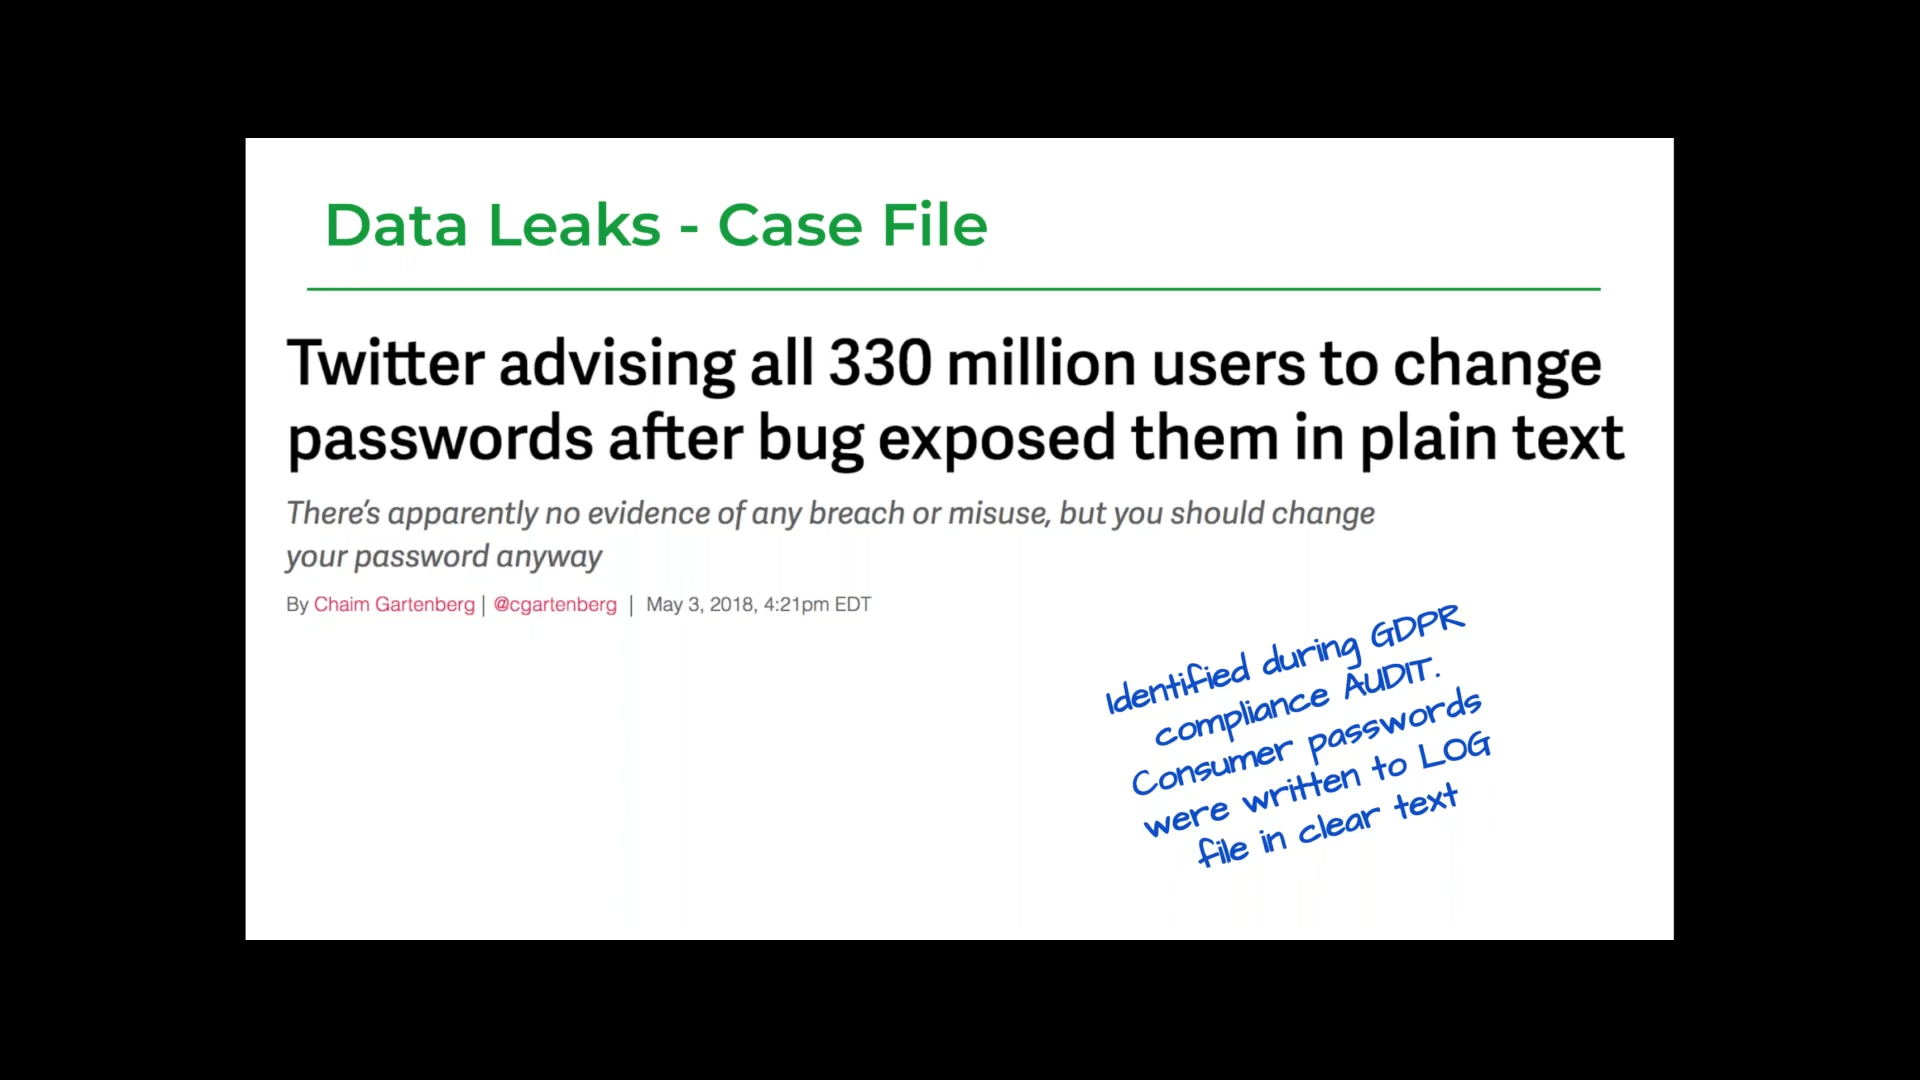 Data Leaks - Case File
Twitter advising all 330 million users to change
passwords after bug exposed them in plain text
There's apparently no evidence of any breach or misuse, but you should change
your password anyway
By Chaim Gartenberg | @cgartenberg | May 3, 2018, 4:21pm EDT
Identified during GDPR
compliance AUDIT.
Consumer passwords
were written to LOG
file in clear text